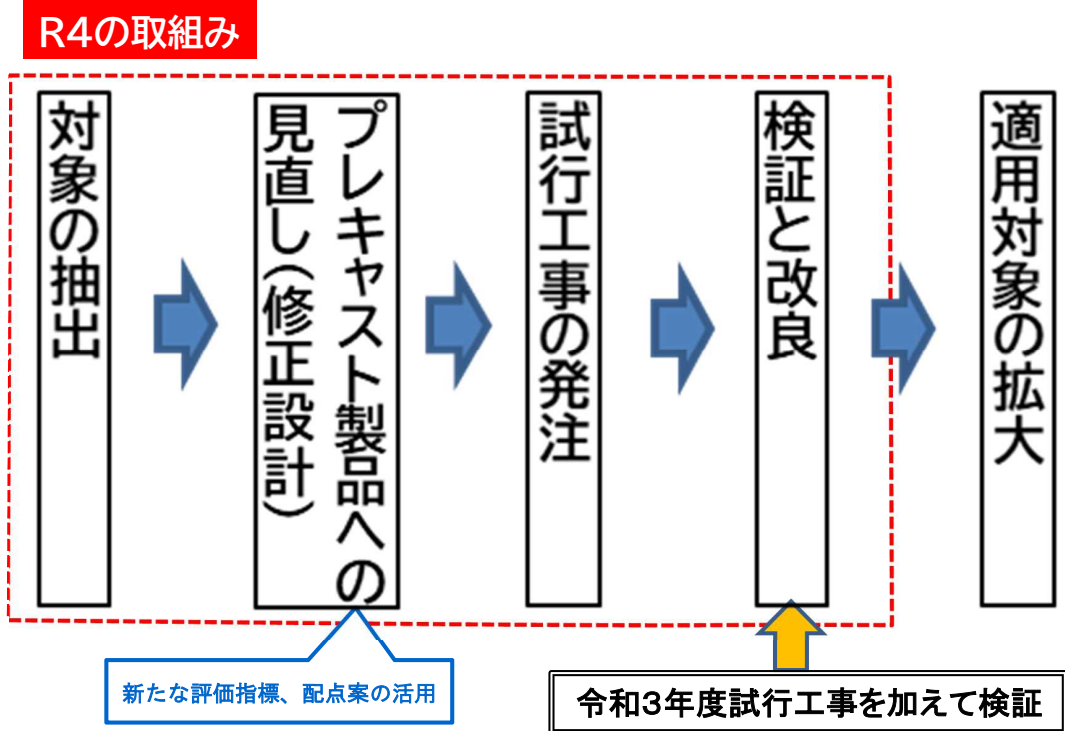 R4の取組み
対象の抽出
プレキャスト製品への
見直し(修正設計)
試行工事の発注
検証と改良
適用対象の拡大
新たな評価指標、配点案の活用
令和3年度試行工事を加えて検証